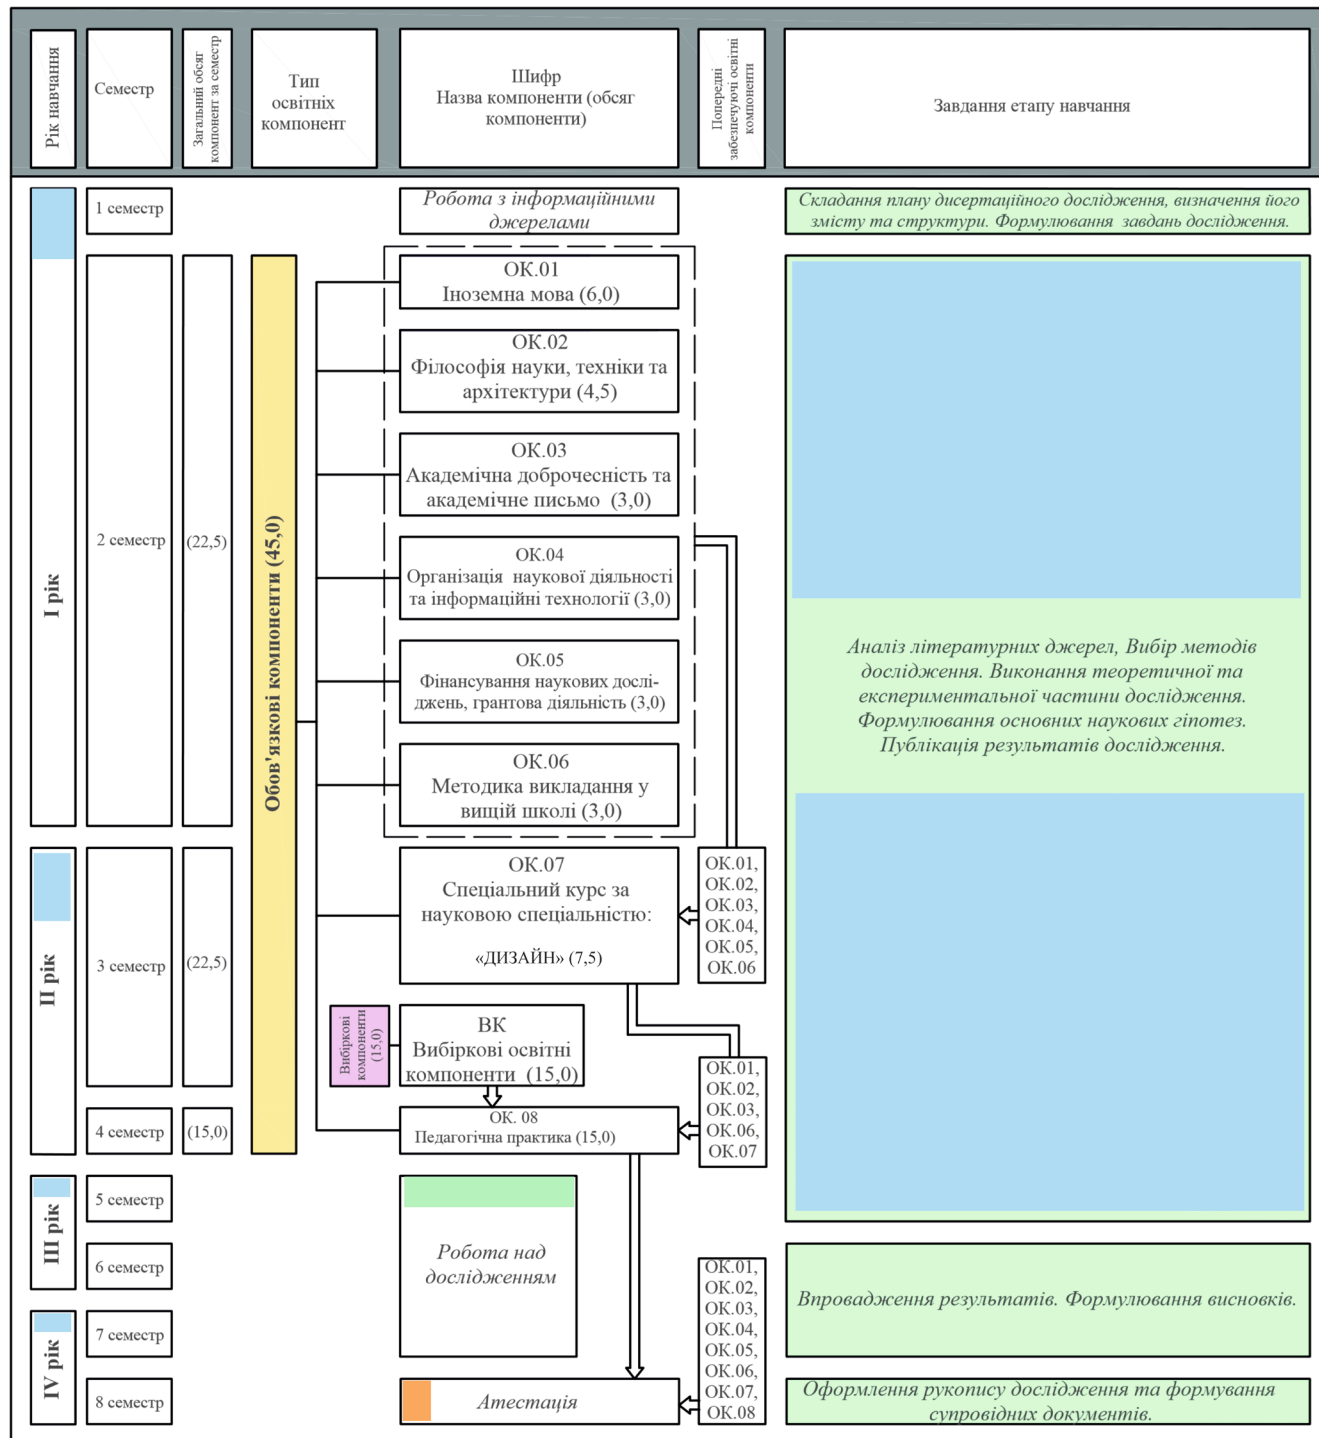 Рік навчання
Семестр
Загальний обсяг
компонент за семестр
Тип
освітніх
компонент
Шифр
Назва компоненти (обсяг
компоненти)
Попередні
забезпечуючі освітні
компоненти
Завдання етапу навчання
I рік
1 семестр
Робота з інформаційними
джерелами
Складання плану дисертаційного дослідження, визначення його
змісту та структури. Формулювання завдань дослідження.
2 семестр
(22,5)
Обов'язкові компоненти (45,0)
ОК.01
Іноземна мова (6,0)
ОК.02
Філософія науки, техніки та
архітектури (4,5)
ОК.03
Академічна доброчесність та
академічне письмо (3,0)
ОК.04
Організація наукової діяльності
та інформаційні технології (3,0)
ОК.05
Фінансування наукових дослі-
джень, грантова діяльність (3,0)
ОК.06
Методика викладання у
вищій школі (3,0)
Аналіз літературних джерел, Вибір методів
дослідження. Виконання теоретичної та
експериментальної частини дослідження.
Формулювання основних наукових гіпотез.
Публікація результатів дослідження.
II рік
3 семестр
(22,5)
ОК.07
Спеціальний курс за
науковою спеціальністю:
«ДИЗАЙН» (7,5)
ОК.01,
ОК.02,
ОК.03,
ОК.04,
ОК.05,
ОК.06
Вибіркові
компоненти
(15,0)
ВК
Вибіркові освітні
компоненти (15,0)
4 семестр
(15,0)
ОК. 08
Педагогічна практика (15,0)
ОК.01,
ОК.02,
ОК.03,
ОК.06,
ОК.07
III рік
5 семестр
6 семестр
Робота над
дослідженням
Впровадження результатів. Формулювання висновків.
IV рік
7 семестр
8 семестр
Атестація
ОК.01,
ОК.02,
ОК.03,
ОК.04,
ОК.05,
ОК.06,
ОК.07,
ОК.08
Оформлення рукопису дослідження та формування
супровідних документів.